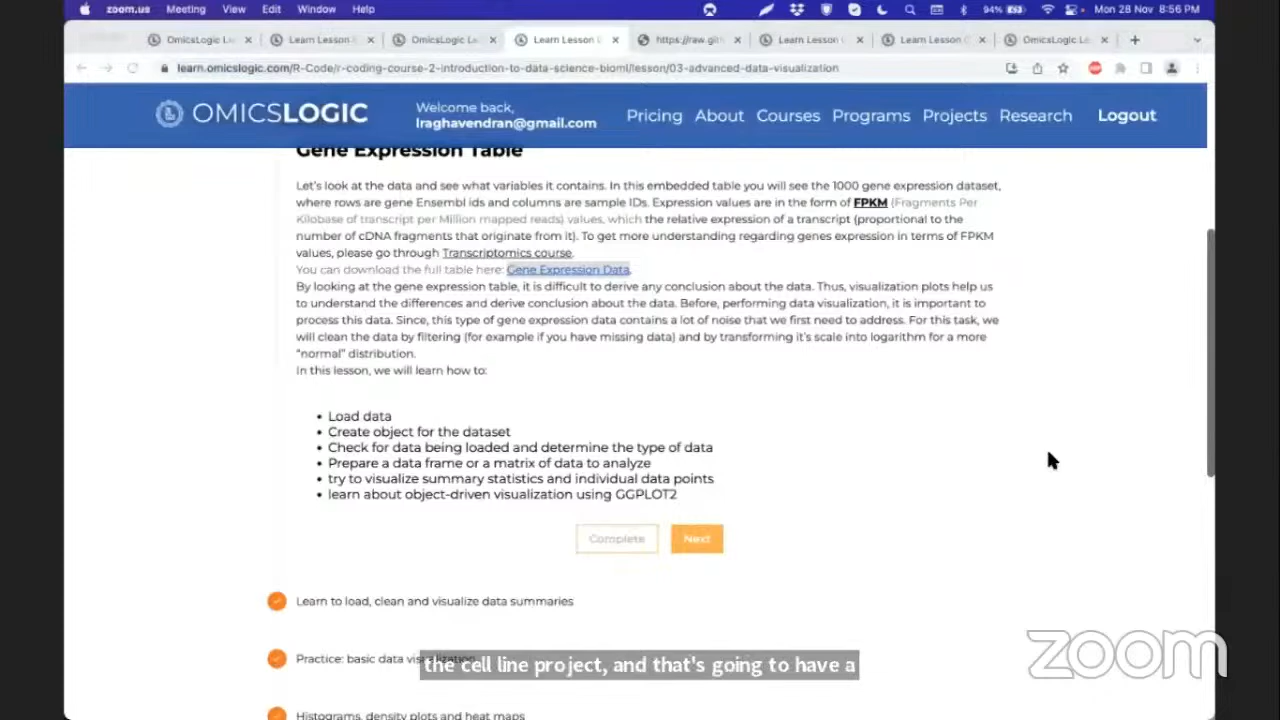 zoom.us Meeting View Edit Window Help 94% Mon 28 Nov 8:56 PM
OmicsLogic Le Learn Lesson OmicsLogic Le Learn Lesson https://raw.git Learn Lesson Learn Lesson OmicsLogic Le
learn.omicslogic.com/R-Code/r-coding-course-2-introduction-to-data-science-bioml/lesson/03-advanced-data-visualization
OMICSLOGIC
Welcome back,
lraghavendran@gmail.com
Pricing About Courses Programs Projects Research Logout
Gene Expression Table
Let's look at the data and see what variables it contains. In this embedded table you will see the 1000 gene expression dataset,
where rows are gene Ensembl ids and columns are sample IDs. Expression values are in the form of FPKM (Fragments Per
Kilobase of transcript per Million mapped reads) values, which the relative expression of a transcript (proportional to the
number of cDNA fragments that originate from it). To get more understanding regarding genes expression in terms of FPKM
values, please go through Transcriptomics course.
You can download the full table here: Gene Expression Data.
By looking at the gene expression table, it is difficult to derive any conclusion about the data. Thus, visualization plots help us
to understand the differences and derive conclusion about the data. Before, performing data visualization, it is important to
process this data. Since, this type of gene expression data contains a lot of noise that we first need to address. For this task, we
will clean the data by filtering (for example if you have missing data) and by transforming it's scale into logarithm for a more
"normal" distribution.
In this lesson, we will learn how to:
• Load data
• Create object for the dataset
• Check for data being loaded and determine the type of data
• Prepare a data frame or a matrix of data to analyze
• try to visualize summary statistics and individual data points
• learn about object-driven visualization using GGPLOT2
Complete Next
Learn to load, clean and visualize data summaries
Practice: basic data visualization
the cell line project, and that's going to have a
zoom
Histograms, density plots and heat maps